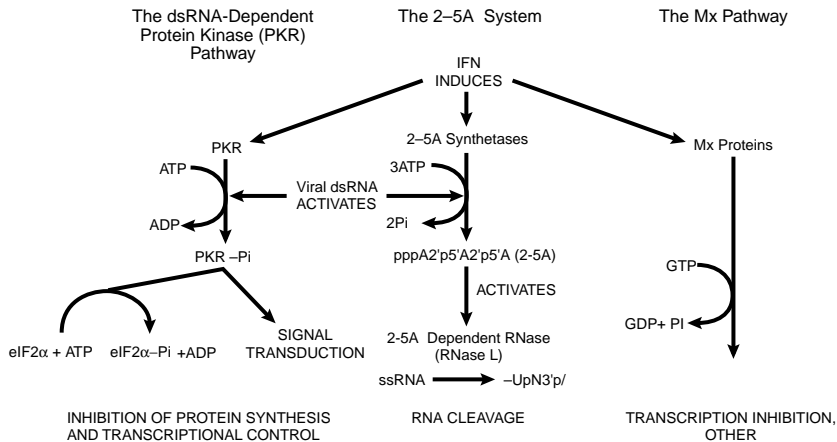 The dsRNA-Dependent
Protein Kinase (PKR)
Pathway
The 2–5A System
The Mx Pathway
IFN
INDUCES
PKR
2–5A Synthetases
Mx Proteins
ATP
3ATP
Viral dsRNA
ACTIVATES
ADP
2Pi
PKR –Pi
pppA2'p5'A2'p5'A (2-5A)
GTP
ACTIVATES
GDP+ PI
SIGNAL
TRANSDUCTION
2-5A Dependent RNase
(RNase L)
eIF2α + ATP
eIF2α–Pi +ADP
ssRNA
–UpN3'p/
INHIBITION OF PROTEIN SYNTHESIS
AND TRANSCRIPTIONAL CONTROL
RNA CLEAVAGE
TRANSCRIPTION INHIBITION,
OTHER